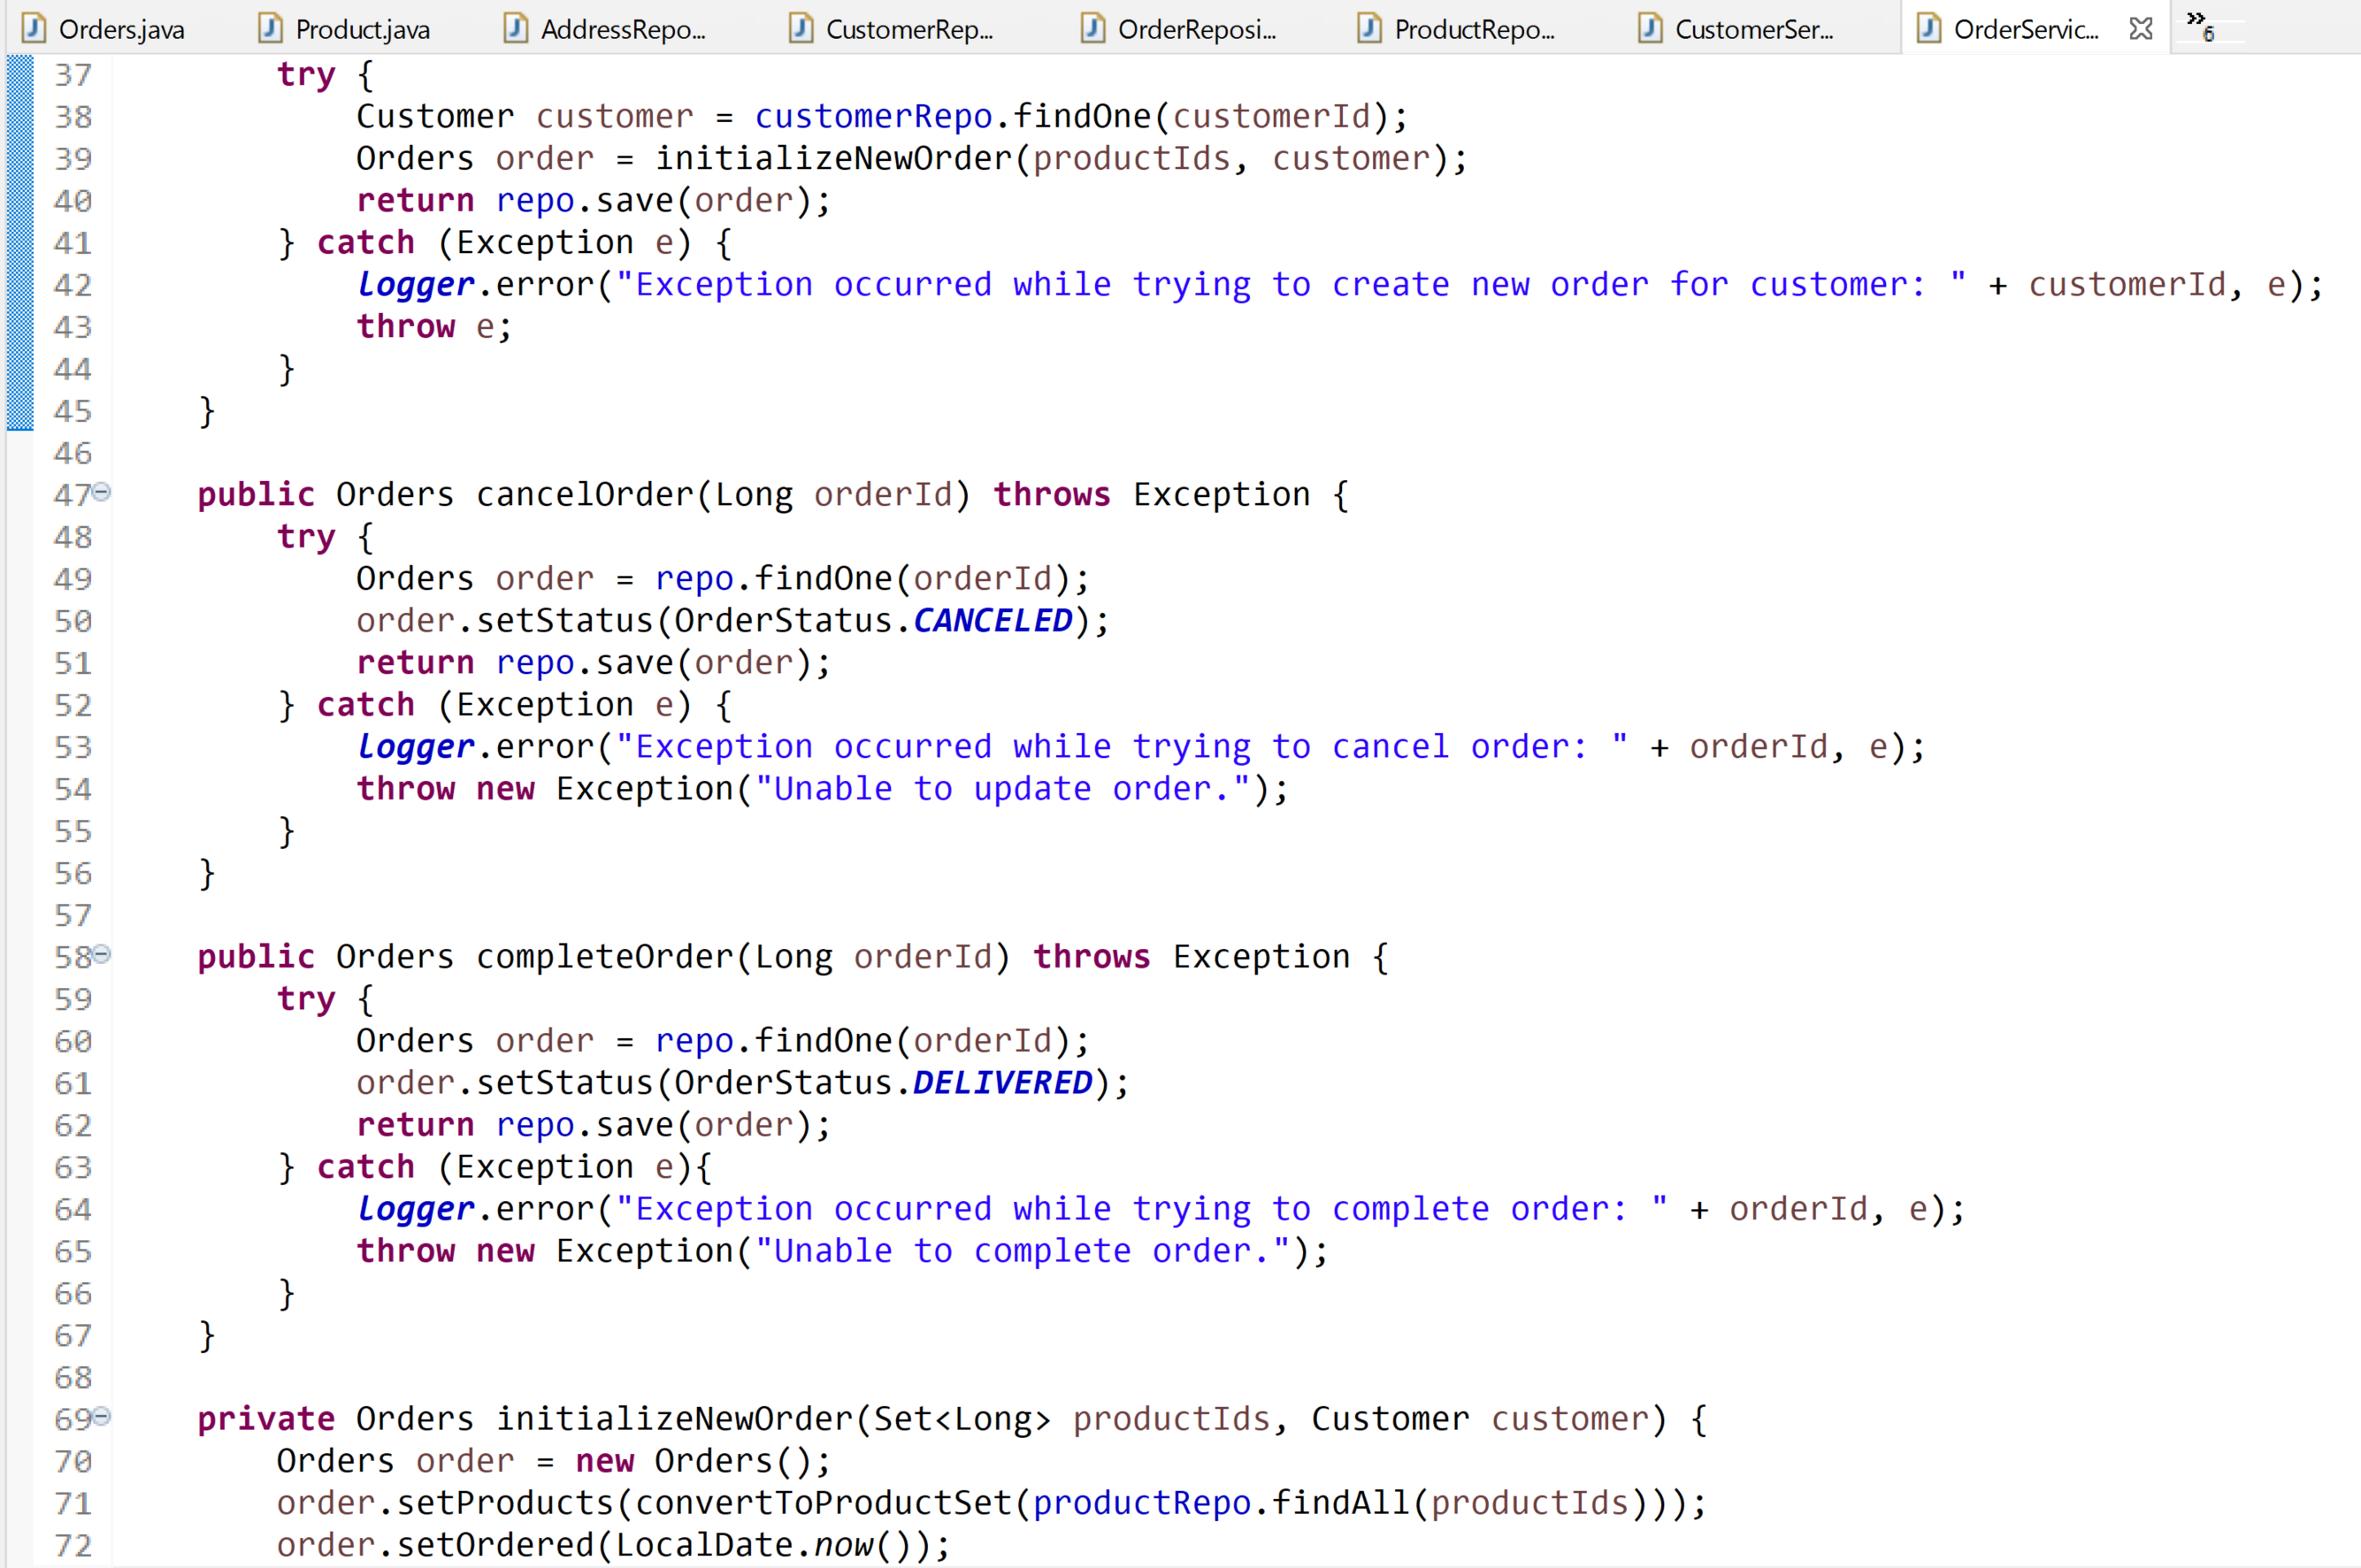 Orders.java Product.java AddressRepo... CustomerRep... OrderReposi... ProductRepo... CustomerSer... OrderServic... »6
37 try {
38 Customer customer = customerRepo.findOne(customerId);
39 Orders order = initializeNewOrder(productIds, customer);
40 return repo.save(order);
41 } catch (Exception e) {
42 logger.error("Exception occurred while trying to create new order for customer: " + customerId, e);
43 throw e;
44 }
45 }
46
47 public Orders cancelOrder(Long orderId) throws Exception {
48 try {
49 Orders order = repo.findOne(orderId);
50 order.setStatus(OrderStatus.CANCELED);
51 return repo.save(order);
52 } catch (Exception e) {
53 logger.error("Exception occurred while trying to cancel order: " + orderId, e);
54 throw new Exception("Unable to update order.");
55 }
56 }
57
58 public Orders completeOrder(Long orderId) throws Exception {
59 try {
60 Orders order = repo.findOne(orderId);
61 order.setStatus(OrderStatus.DELIVERED);
62 return repo.save(order);
63 } catch (Exception e){
64 logger.error("Exception occurred while trying to complete order: " + orderId, e);
65 throw new Exception("Unable to complete order.");
66 }
67 }
68
69 private Orders initializeNewOrder(Set<Long> productIds, Customer customer) {
70 Orders order = new Orders();
71 order.setProducts(convertToProductSet(productRepo.findAll(productIds)));
72 order.setOrdered(LocalDate.now());